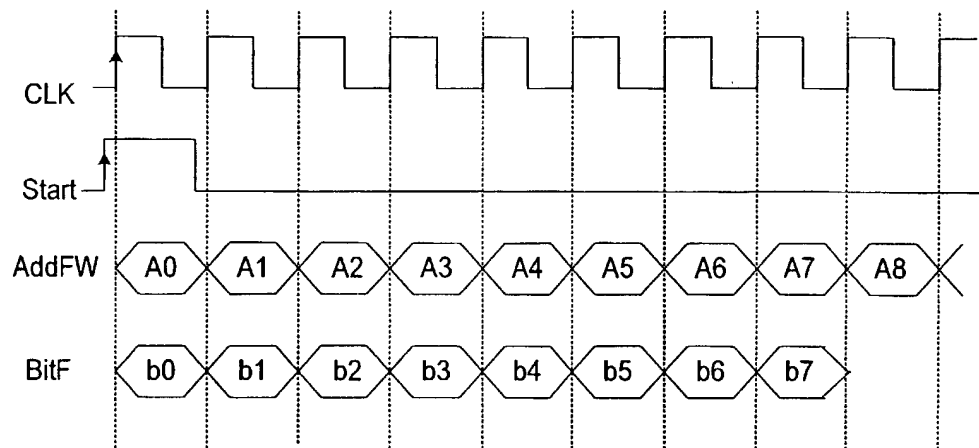 CLK
Start
AddFW A0 A1 A2 A3 A4 A5 A6 A7 A8
BitF b0 b1 b2 b3 b4 b5 b6 b7